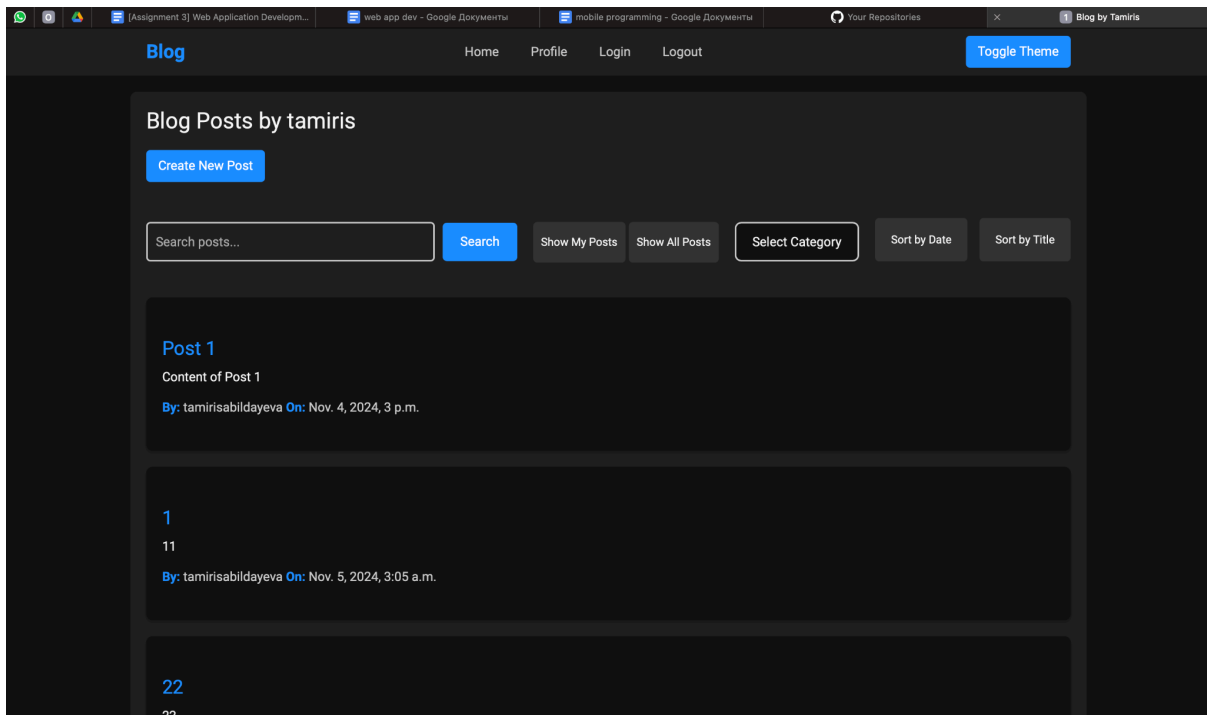 [Assignment 3] Web Application Developm... web app dev - Google Документы mobile programming - Google Документы Your Repositories 1 Blog by Tamiris
Blog Home Profile Login Logout Toggle Theme
Blog Posts by tamiris
Create New Post
Search posts... Search Show My Posts Show All Posts Select Category Sort by Date Sort by Title
Post 1
Content of Post 1
By: tamirisabildayeva On: Nov. 4, 2024, 3 p.m.
1
11
By: tamirisabildayeva On: Nov. 5, 2024, 3:05 a.m.
22